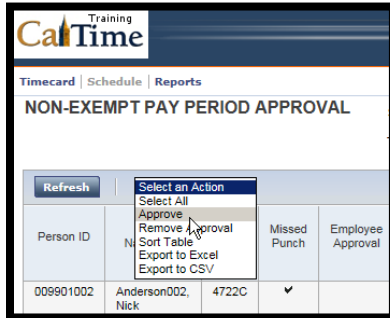 Training
CalTime
Timecard | Schedule | Reports
NON-EXEMPT PAY PERIOD APPROVAL
Refresh
Select an Action
Select All
Approve
Remove Approval
Sort Table
Export to Excel
Export to CSV
Person ID
Missed Punch
Employee Approval
009901002
Anderson002, Nick
4722C